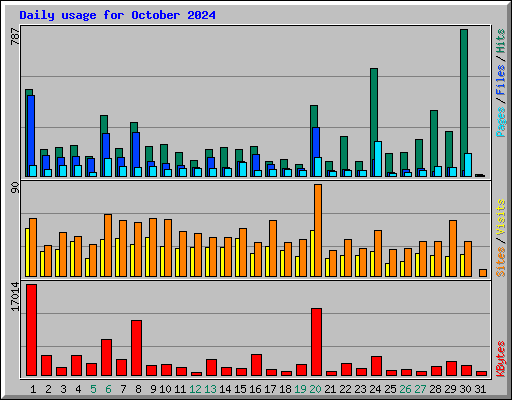 Daily usage for October 2024
787
Pages / Files / Hits
90
Sites / Visits
17014
KBytes
1 2 3 4 5 6 7 8 9 10 11 12 13 14 15 16 17 18 19 20 21 22 23 24 25 26 27 28 29 30 31